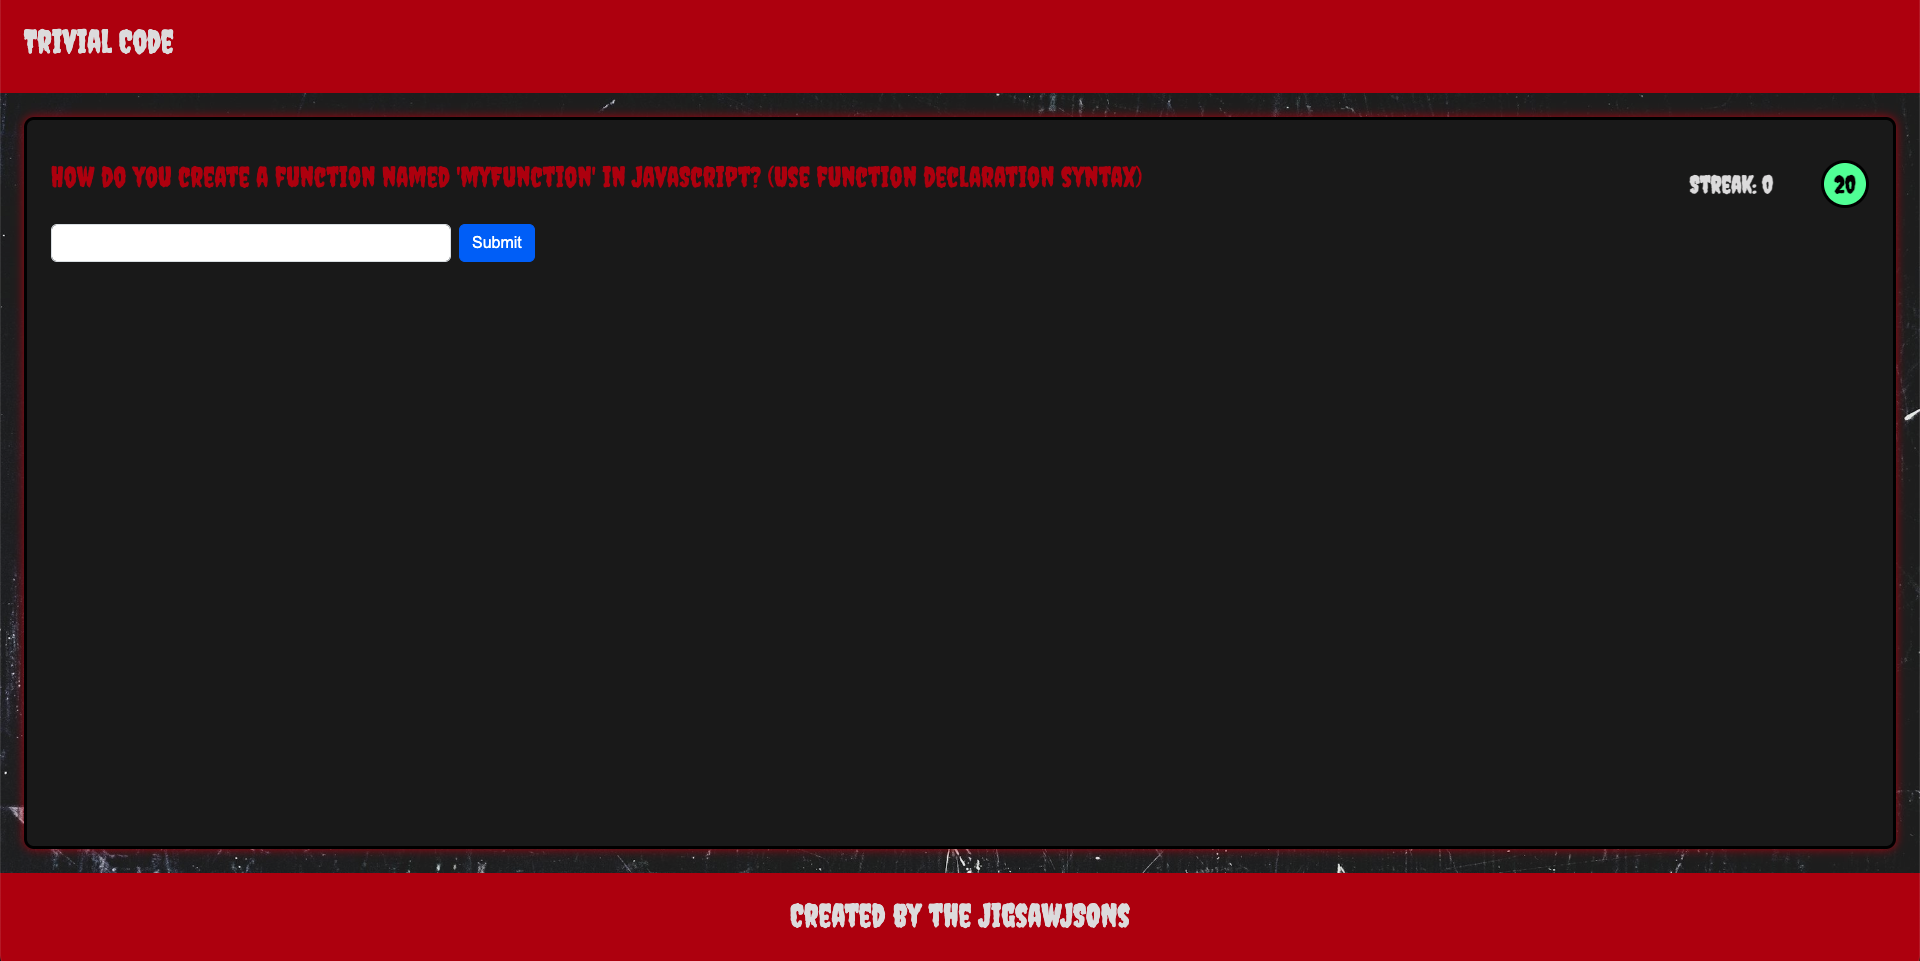 TRIVIAL CODE
HOW DO YOU CREATE A FUNCTION NAMED 'MYFUNCTION' IN JAVASCRIPT? (USE FUNCTION DECLARATION SYNTAX)
STREAK: 0
20
Submit
CREATED BY THE JIGSAWJSONS